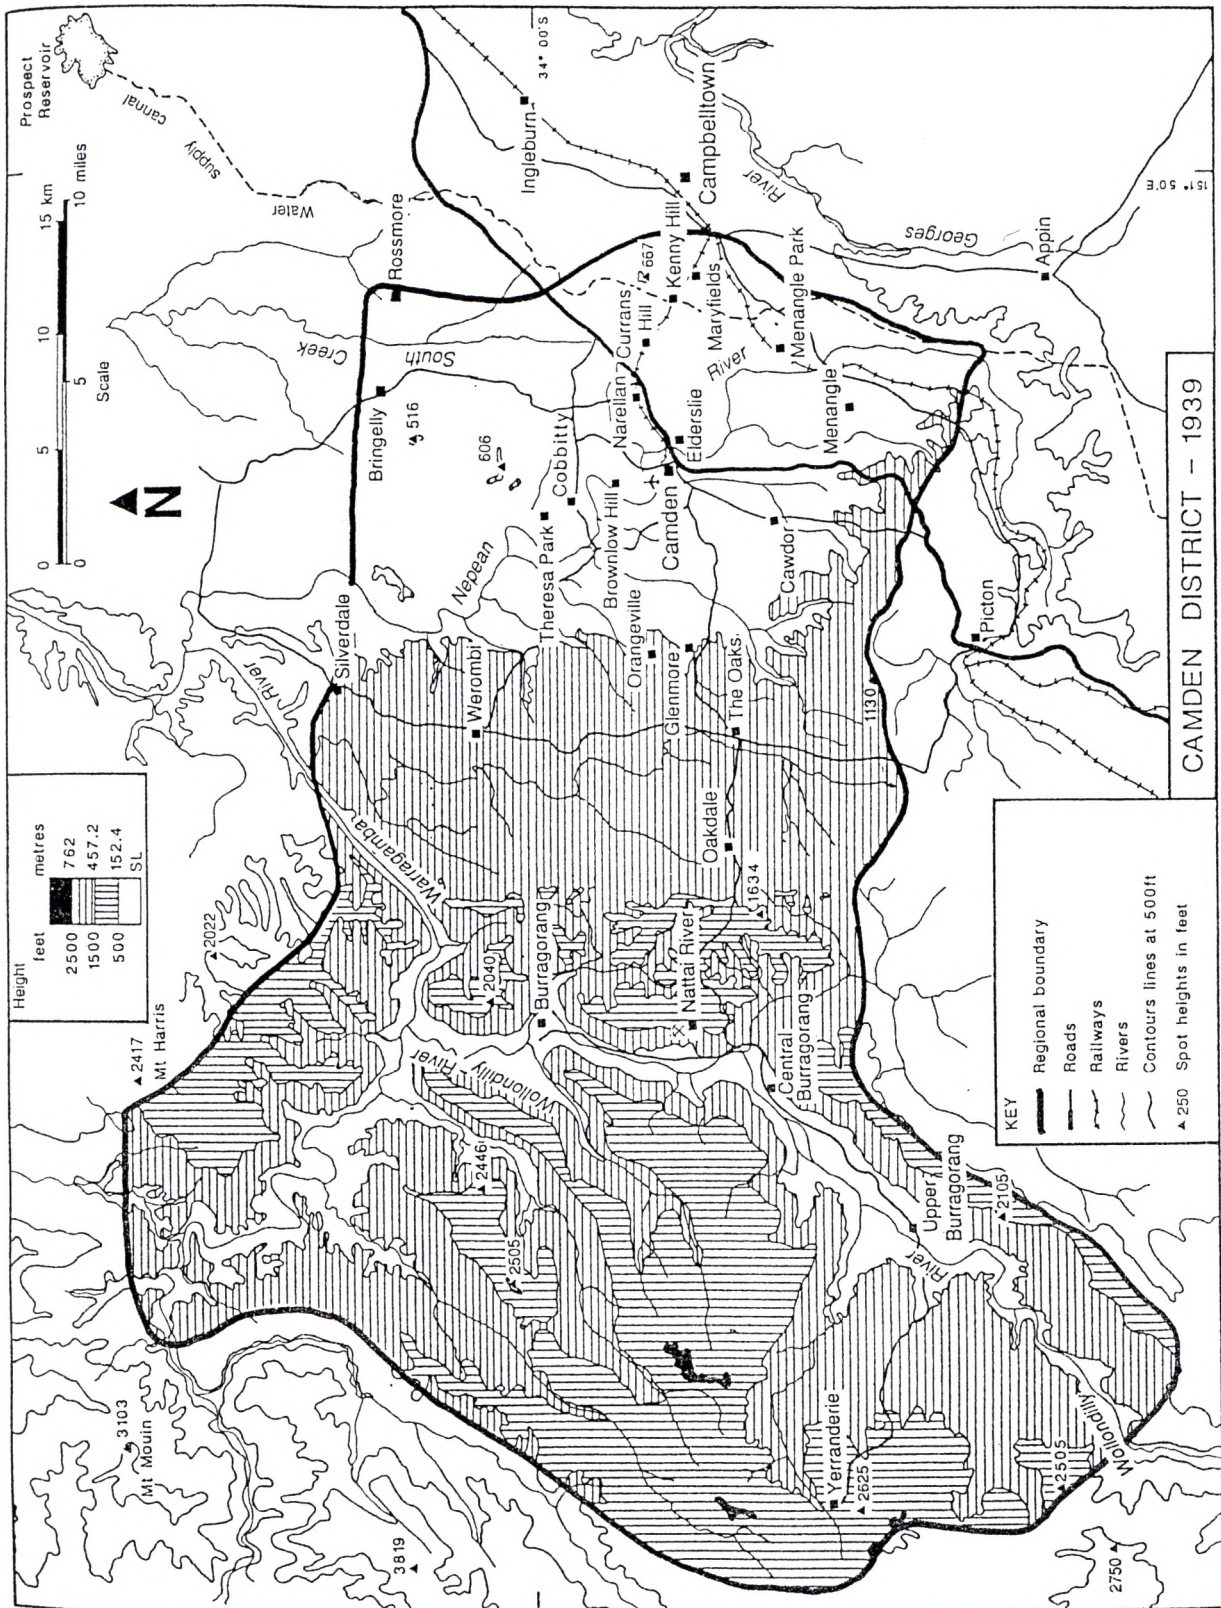 CAMDEN DISTRICT – 1939
Height
feet metres
2500 762
1500 457.2
500 152.4
SL
N
Scale
0 5 10 15 km
0 5 10 miles
Prospect
Reservoir
Water supply cannal
34° 00'S
151° 50'E
3819
3103
Mt Mouin
2417
Mt Harris
2022
River
Warragamba
Silverdale
Bringelly
Rossmore
516
606
South Creek
Ingleburn
Werombi
Nepean
River
Theresa Park
Cobbitty
Brownlow Hill
Orangeville
Glenmore
The Oaks
Oakdale
1634
Narellan
Currans
Hill
667
Kenny Hill
Campbelltown
Maryfields
Menangle Park
Elderslie
Camden
Menangle
Cawdor
Georges River
Appin
Picton
1130
2040
Burragorang
Nattai River
Wollondilly River
2446
2505
Central
Burragorang
Upper
Burragorang
2105
River
Yerranderie
2625
2505
Wollondilly
2750
KEY
Regional boundary
Roads
Railways
Rivers
Contours lines at 500ft
250 Spot heights in feet